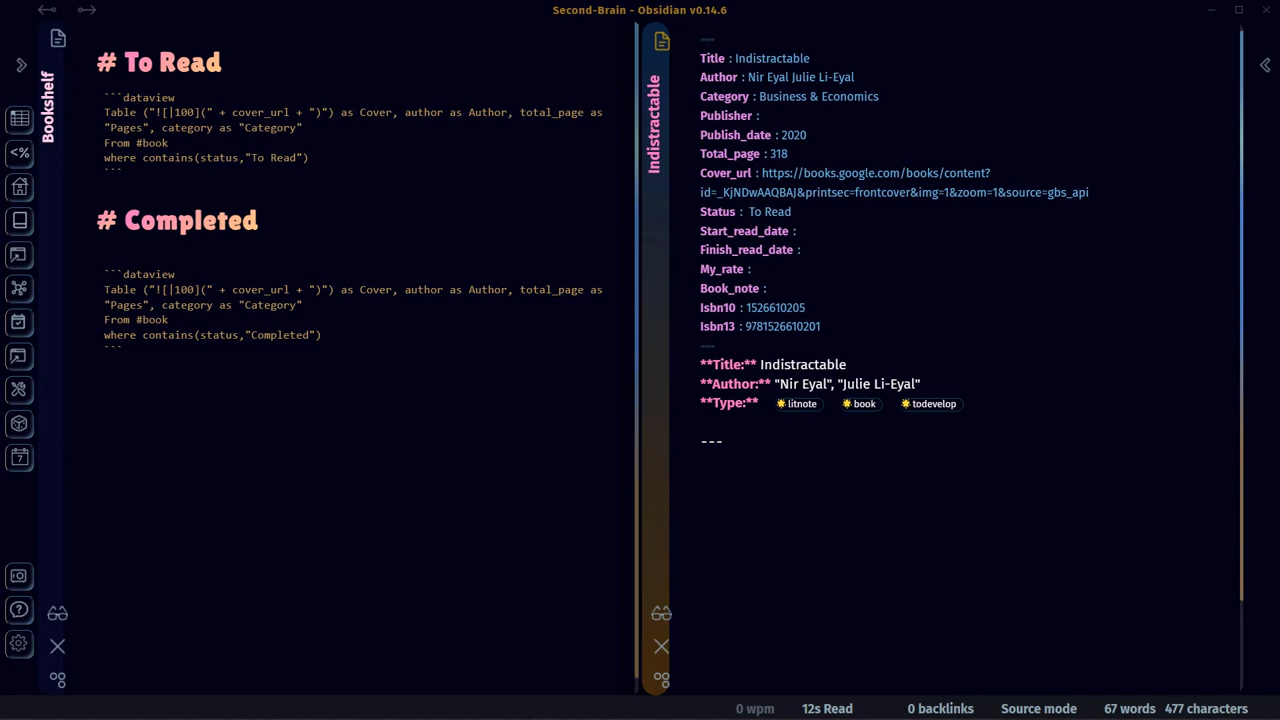 Second-Brain - Obsidian v0.14.6
<%
7
Bookshelf
# To Read
```dataview
Table ("![|100](" + cover_url + ")") as Cover, author as Author, total_page as
"Pages", category as "Category"
From #book
where contains(status,"To Read")
```
# Completed
```dataview
Table ("![|100](" + cover_url + ")") as Cover, author as Author, total_page as
"Pages", category as "Category"
From #book
where contains(status,"Completed")
```
Indistractable
---
Title : Indistractable
Author : Nir Eyal Julie Li-Eyal
Category : Business & Economics
Publisher :
Publish_date : 2020
Total_page : 318
Cover_url : https://books.google.com/books/content?
id=_KjNDwAAQBAJ&printsec=frontcover&img=1&zoom=1&source=gbs_api
Status : To Read
Start_read_date :
Finish_read_date :
My_rate :
Book_note :
Isbn10 : 1526610205
Isbn13 : 9781526610201
---
**Title:** Indistractable
**Author:** "Nir Eyal", "Julie Li-Eyal"
**Type:** litnote book todevelop
---
0 wpm 12s Read 0 backlinks Source mode 67 words 477 characters